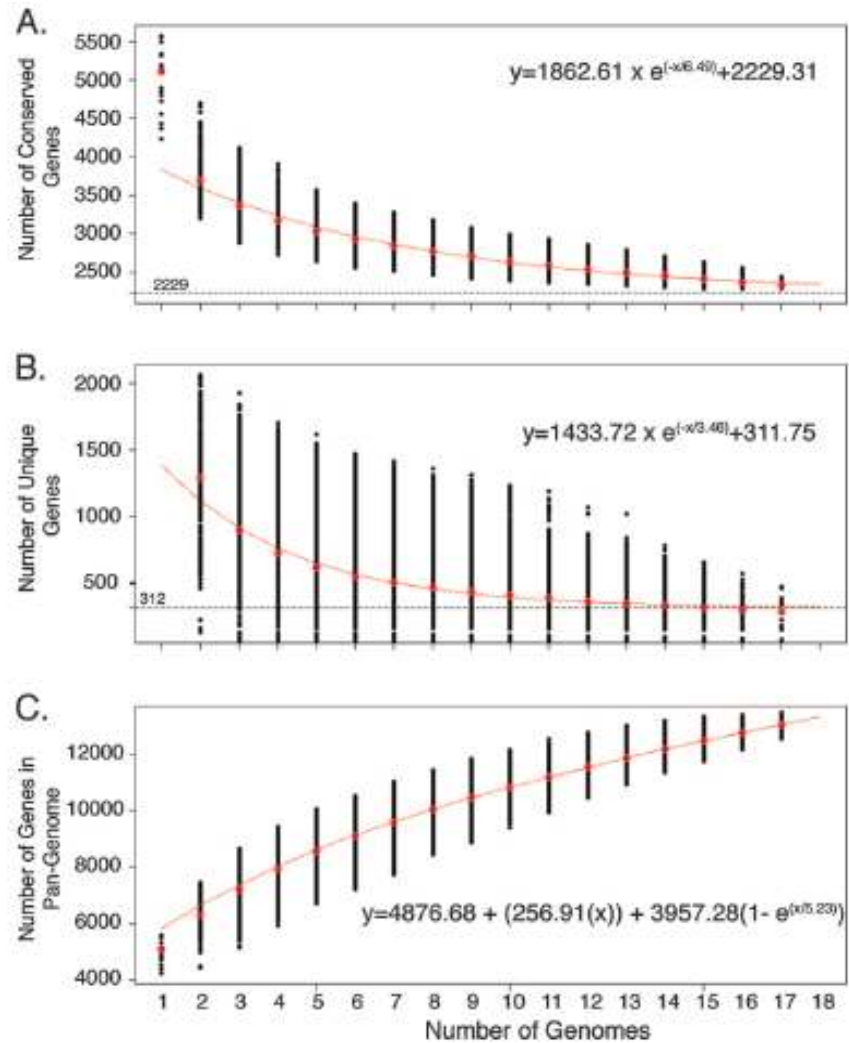 A.
Number of Conserved
Genes
5500
5000
4500
4000
3500
3000
2500
2229
y=1862.61 x e(-x/6.49)+2229.31
B.
Number of Unique
Genes
2000
1500
1000
500
312
y=1433.72 x e(-x/3.46)+311.75
C.
Number of Genes in
Pan-Genome
12000
10000
8000
6000
4000
y=4876.68 + (256.91(x)) + 3957.28(1- e(x/5.23))
1 2 3 4 5 6 7 8 9 10 11 12 13 14 15 16 17 18
Number of Genomes